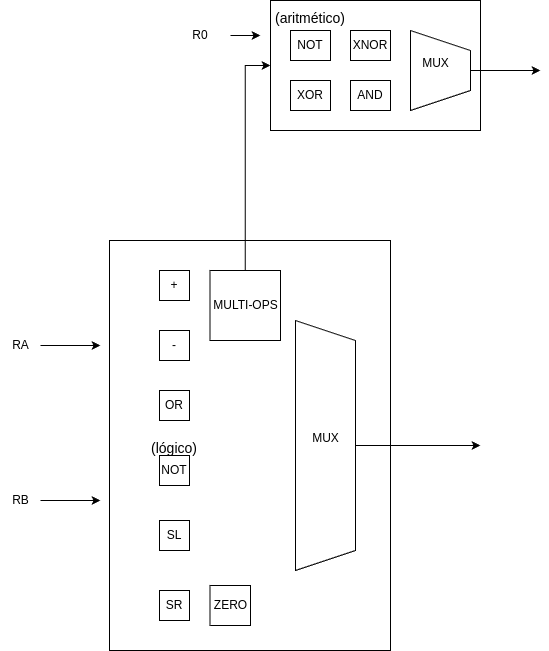 (aritmético)
R0
NOT
XNOR
MUX
XOR
AND
+
MULTI-OPS
RA
-
OR
MUX
(lógico)
NOT
RB
SL
SR
ZERO